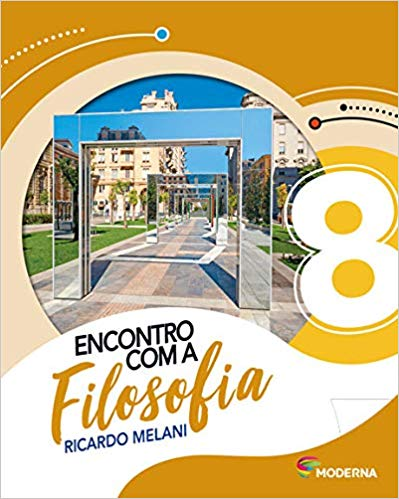 8
ENCONTRO
COM A
Filosofia
RICARDO MELANI
MODERNA